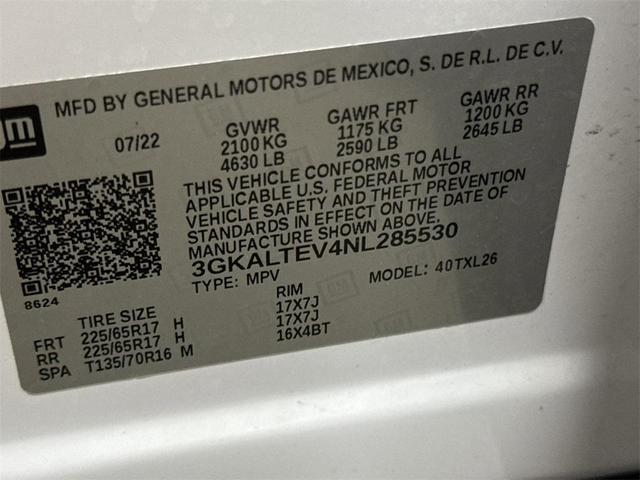 gm
MFD BY GENERAL MOTORS DE MEXICO, S. DE R.L. DE C.V.
07/22 GVWR GAWR FRT GAWR RR
2100 KG 1175 KG 1200 KG
4630 LB 2590 LB 2645 LB
THIS VEHICLE CONFORMS TO ALL
APPLICABLE U.S. FEDERAL MOTOR
VEHICLE SAFETY AND THEFT PREVENTION
STANDARDS IN EFFECT ON THE DATE OF
MANUFACTURE SHOWN ABOVE.
3GKALTEV4NL285530
TYPE: MPV MODEL: 40TXL26
8624
TIRE SIZE RIM
FRT 225/65R17 H 17X7J
RR 225/65R17 H 17X7J
SPA T135/70R16 M 16X4BT